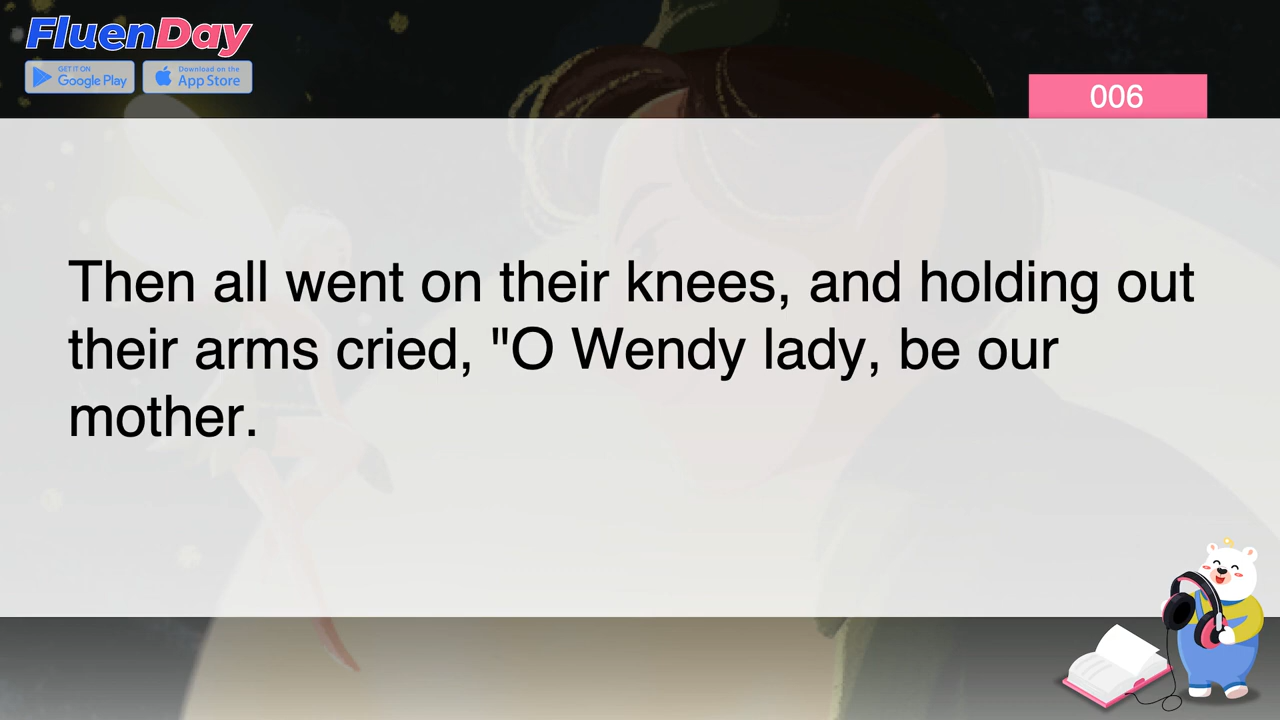 FluenDay
GET IT ON
Google Play
Download on the
App Store
006
Then all went on their knees, and holding out
their arms cried, "O Wendy lady, be our
mother.